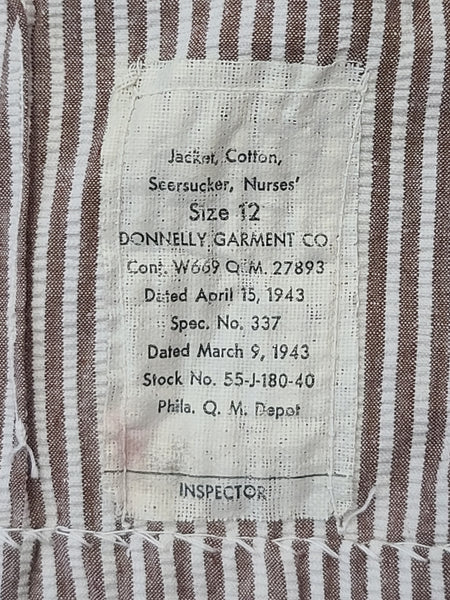 Jacket, Cotton,
Seersucker, Nurses'
Size 12
DONNELLY GARMENT CO.
Cont. W669 Q.M. 27893
Dated April 15, 1943
Spec. No. 337
Dated March 9, 1943
Stock No. 55-J-180-40
Phila. Q. M. Depot
INSPECTOR